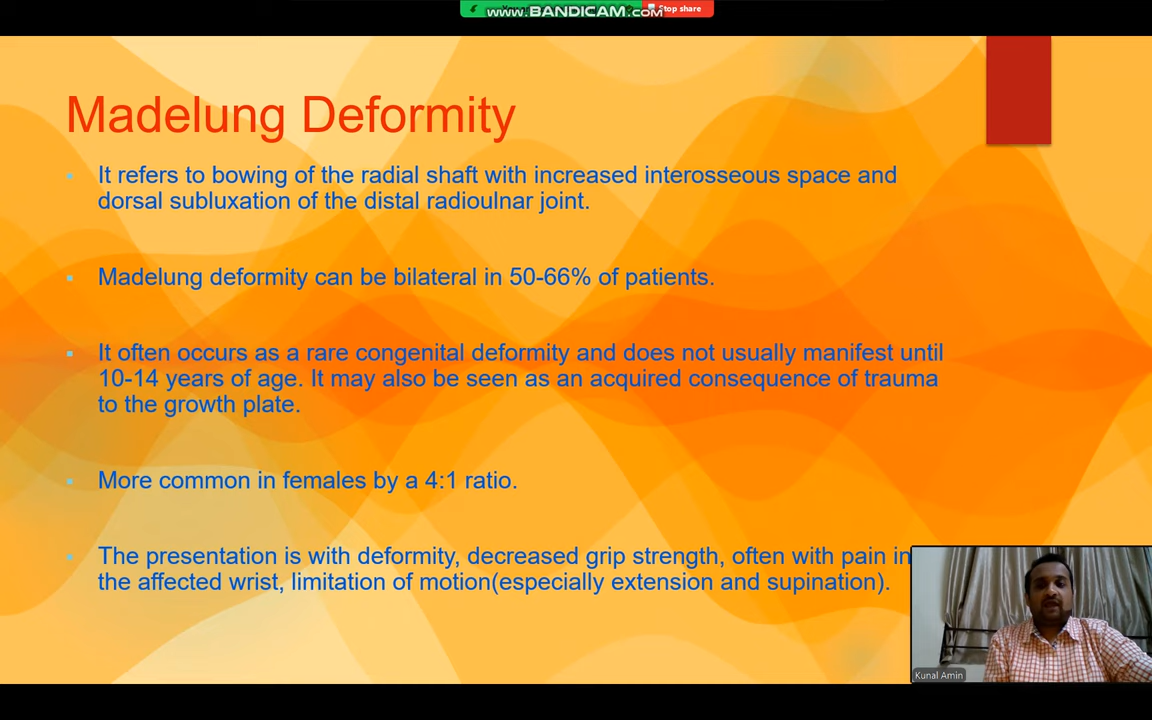 www.BANDICAM.com
Stop share
Madelung Deformity
It refers to bowing of the radial shaft with increased interosseous space and
dorsal subluxation of the distal radioulnar joint.
Madelung deformity can be bilateral in 50-66% of patients.
It often occurs as a rare congenital deformity and does not usually manifest until
10-14 years of age. It may also be seen as an acquired consequence of trauma
to the growth plate.
More common in females by a 4:1 ratio.
The presentation is with deformity, decreased grip strength, often with pain in
the affected wrist, limitation of motion(especially extension and supination).
Kunal Amin